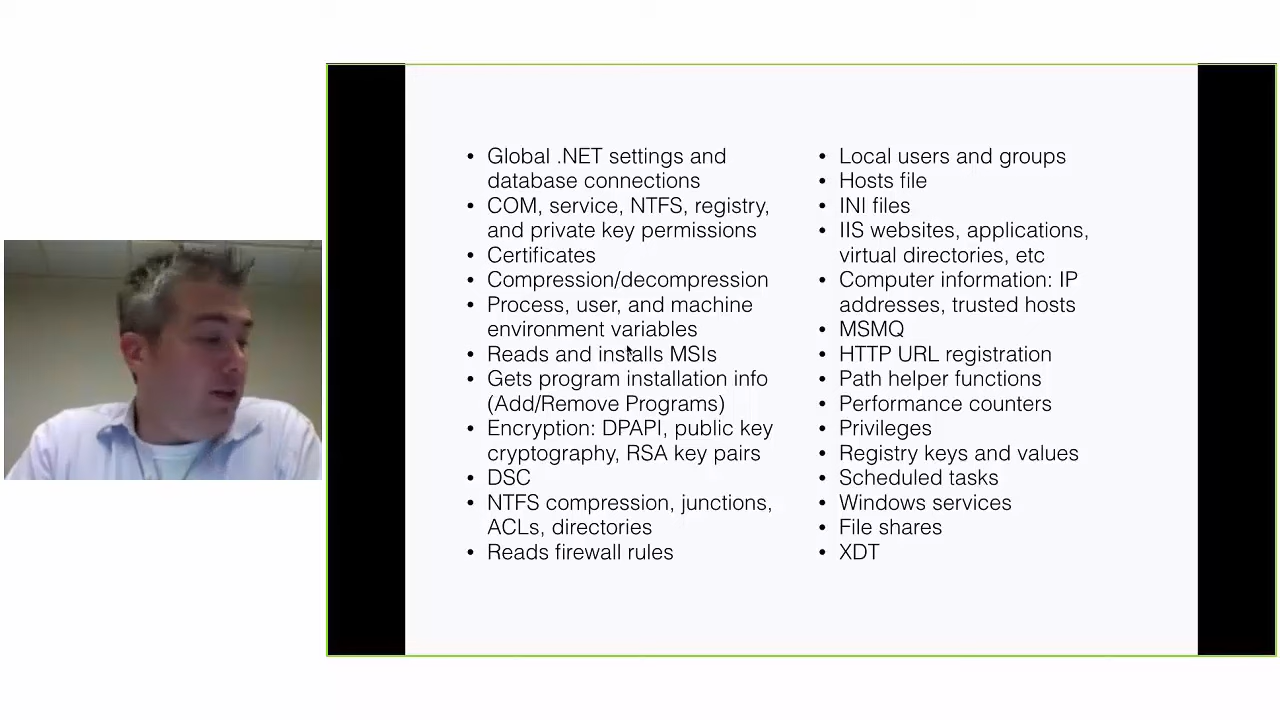 • Global .NET settings and
database connections
• COM, service, NTFS, registry,
and private key permissions
• Certificates
• Compression/decompression
• Process, user, and machine
environment variables
• Reads and installs MSIs
• Gets program installation info
(Add/Remove Programs)
• Encryption: DPAPI, public key
cryptography, RSA key pairs
• DSC
• NTFS compression, junctions,
ACLs, directories
• Reads firewall rules
• Local users and groups
• Hosts file
• INI files
• IIS websites, applications,
virtual directories, etc
• Computer information: IP
addresses, trusted hosts
• MSMQ
• HTTP URL registration
• Path helper functions
• Performance counters
• Privileges
• Registry keys and values
• Scheduled tasks
• Windows services
• File shares
• XDT